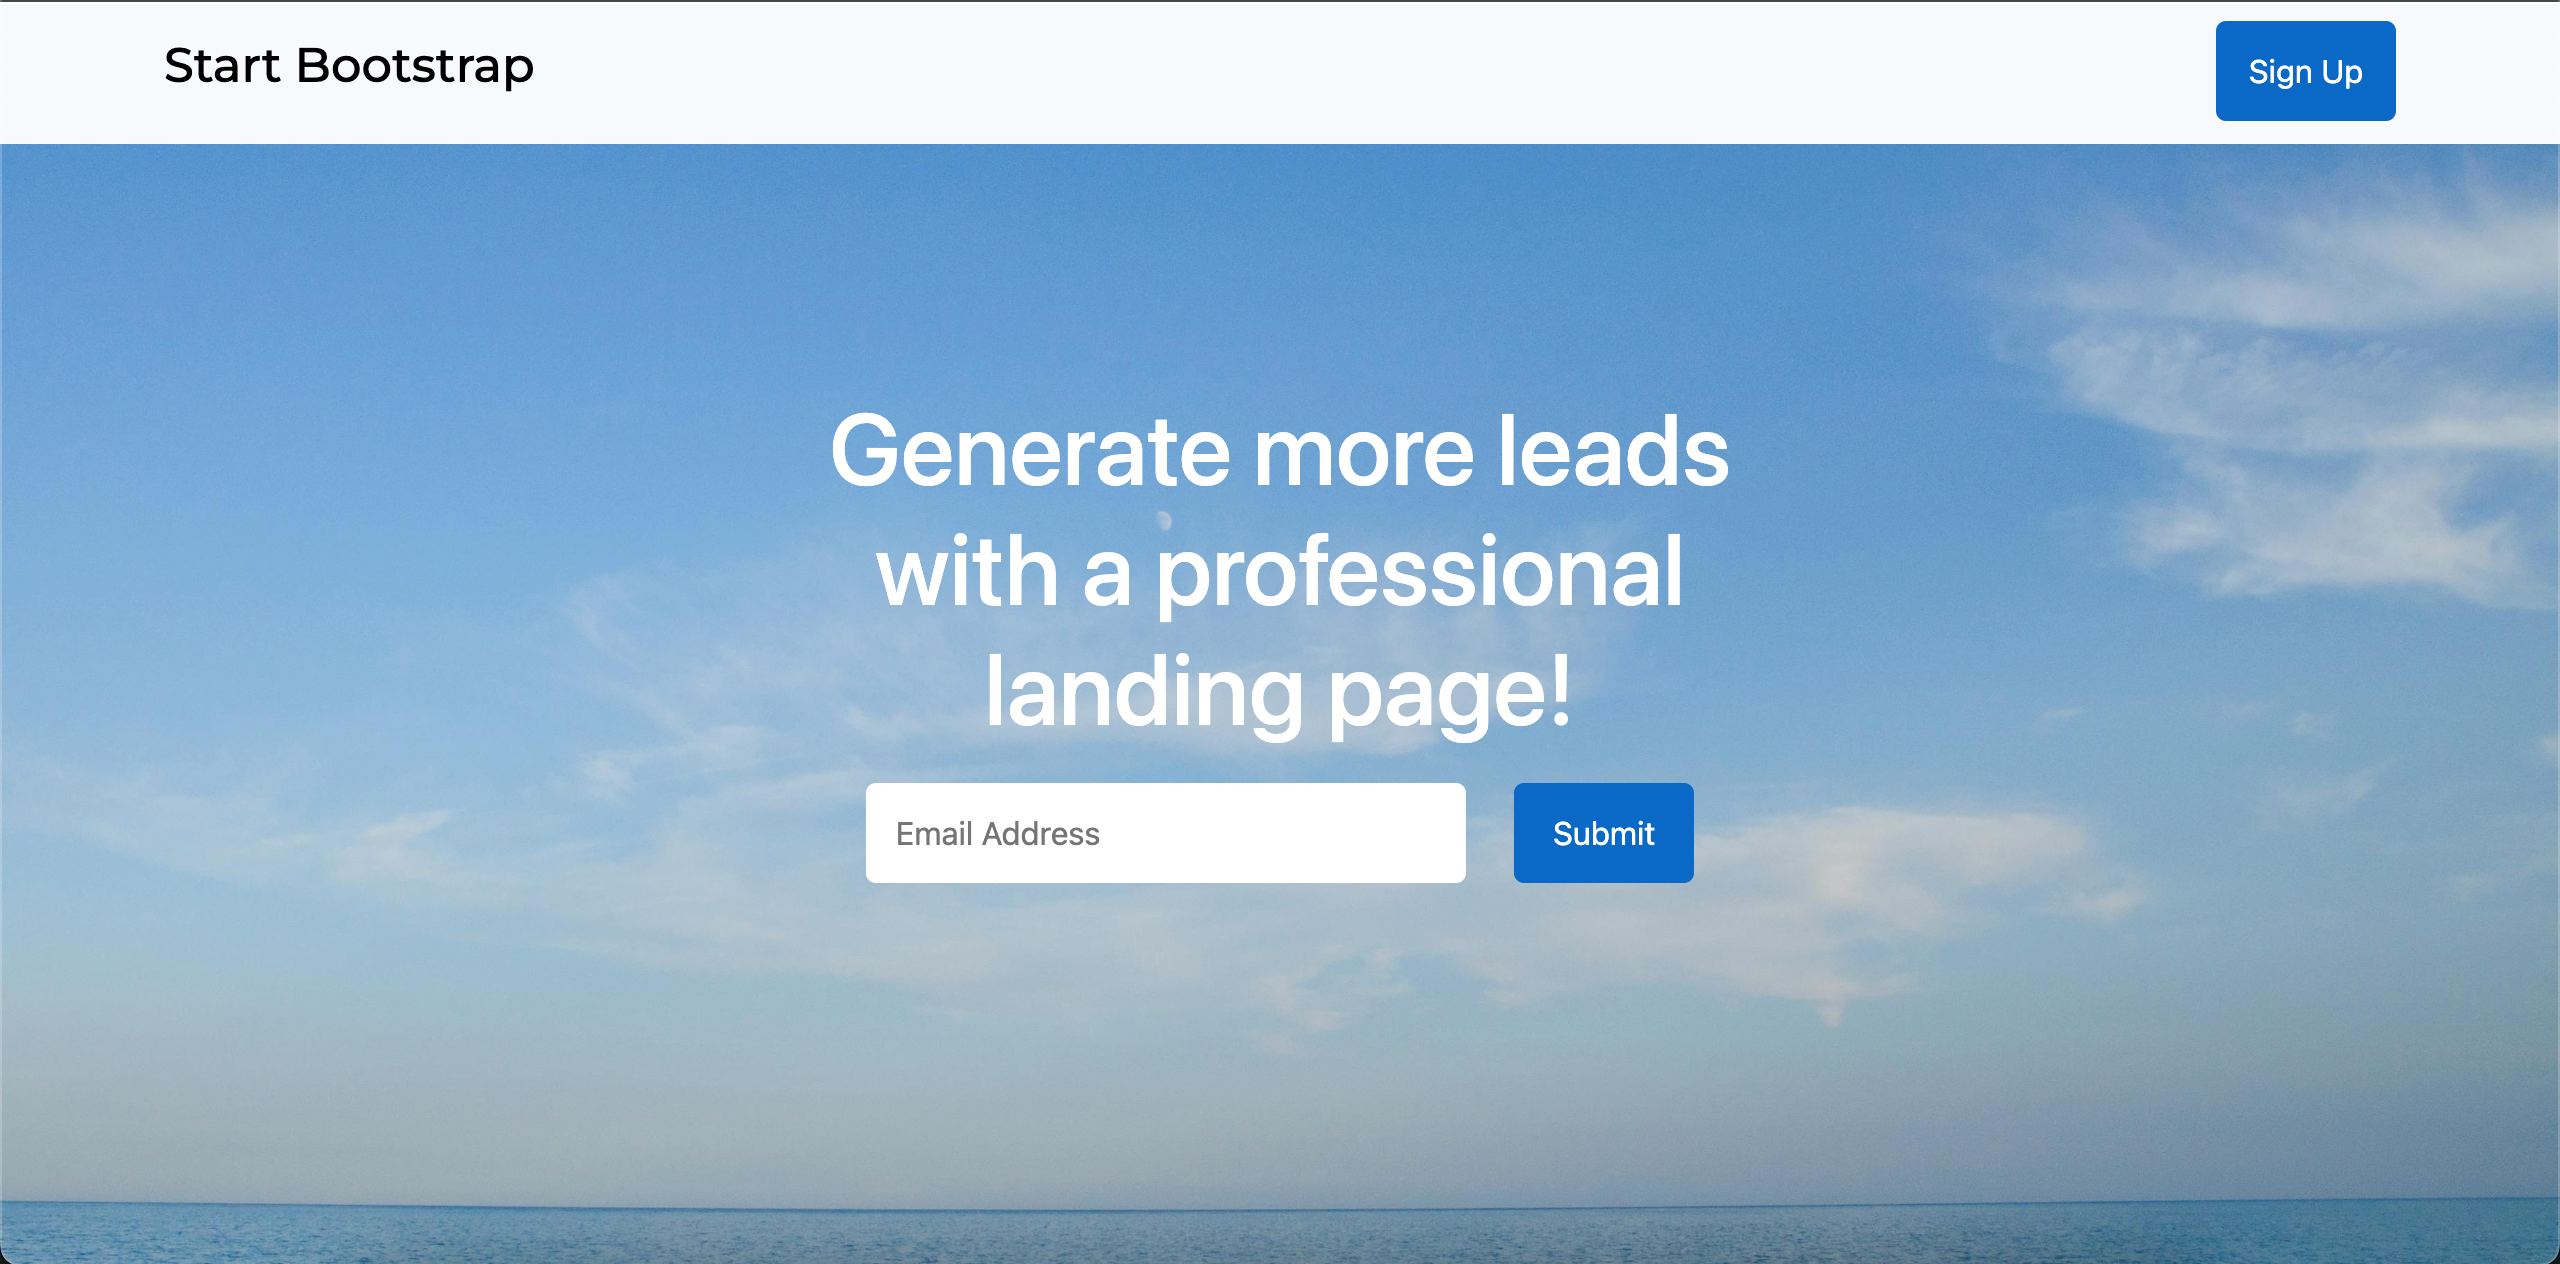 Start Bootstrap
Sign Up
Generate more leads
with a professional
landing page!
Email Address
Submit